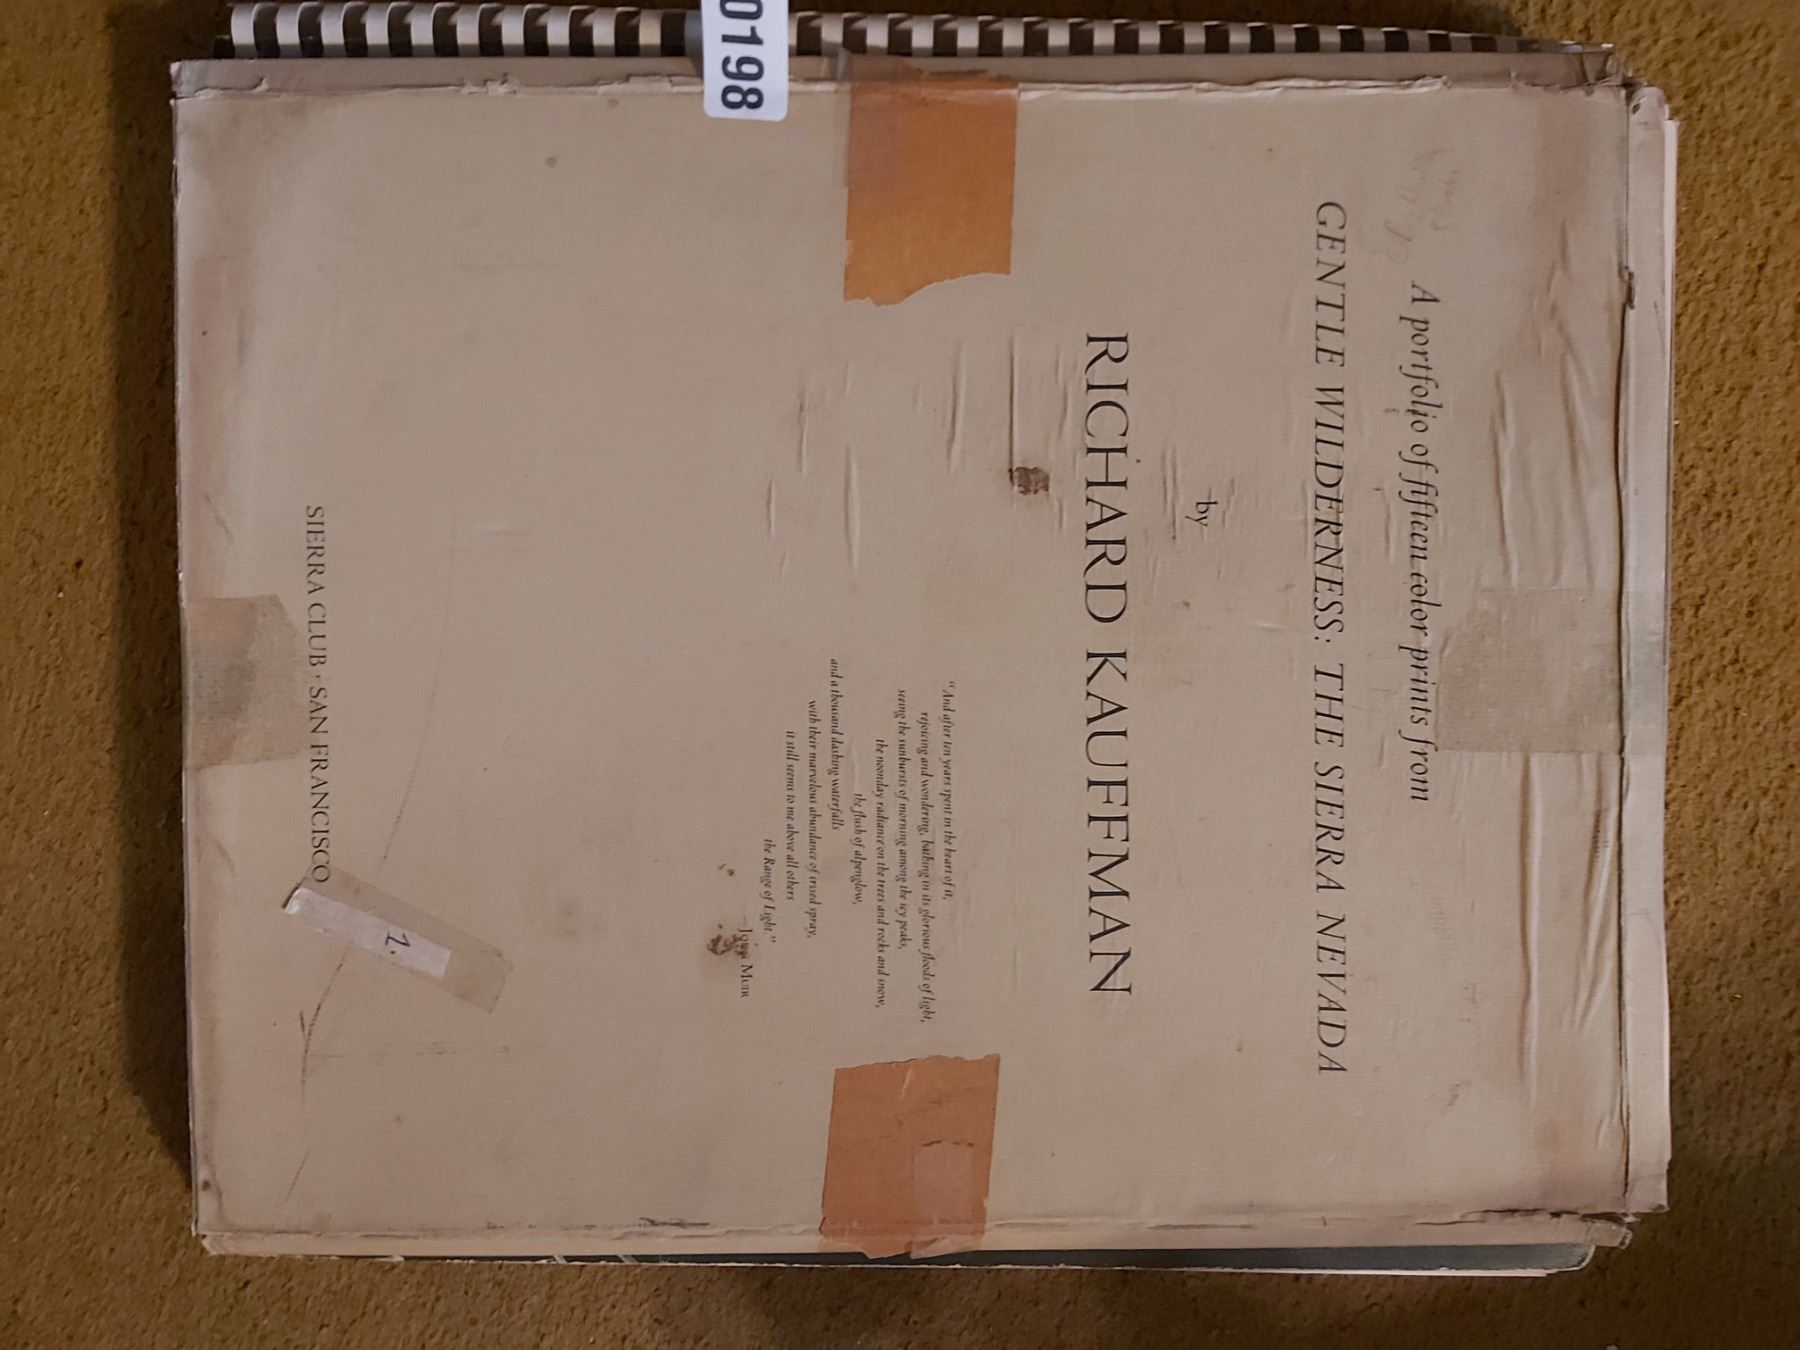 0198
A portfolio of fifteen color prints from
GENTLE WILDERNESS: THE SIERRA NEVADA
by
RICHARD KAUFFMAN
“And after ten years spent in the heart of it,
rejoicing and wondering, bathing in its glorious floods of light,
seeing the sunbursts of morning among the icy peaks,
the noonday radiance on the trees and rocks and snow,
the flush of alpenglow,
and a thousand dashing waterfalls
with their marvelous abundance of irised spray,
it still seems to me above all others
the Range of Light.”
—JOHN MUIR
1.
SIERRA CLUB · SAN FRANCISCO